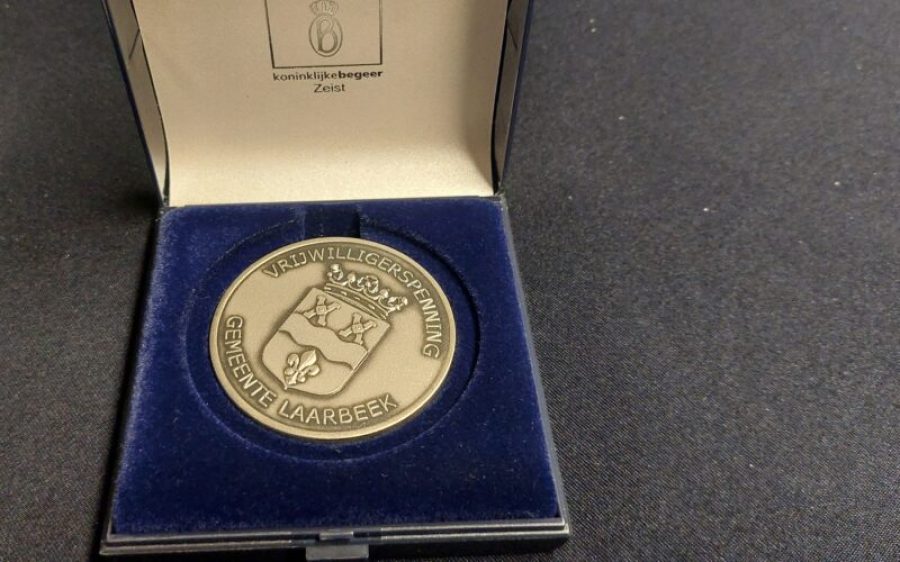 B
koninklijkebegeer
Zeist
VRIJWILLIGERSPENNING
GEMEENTE LAARBEEK